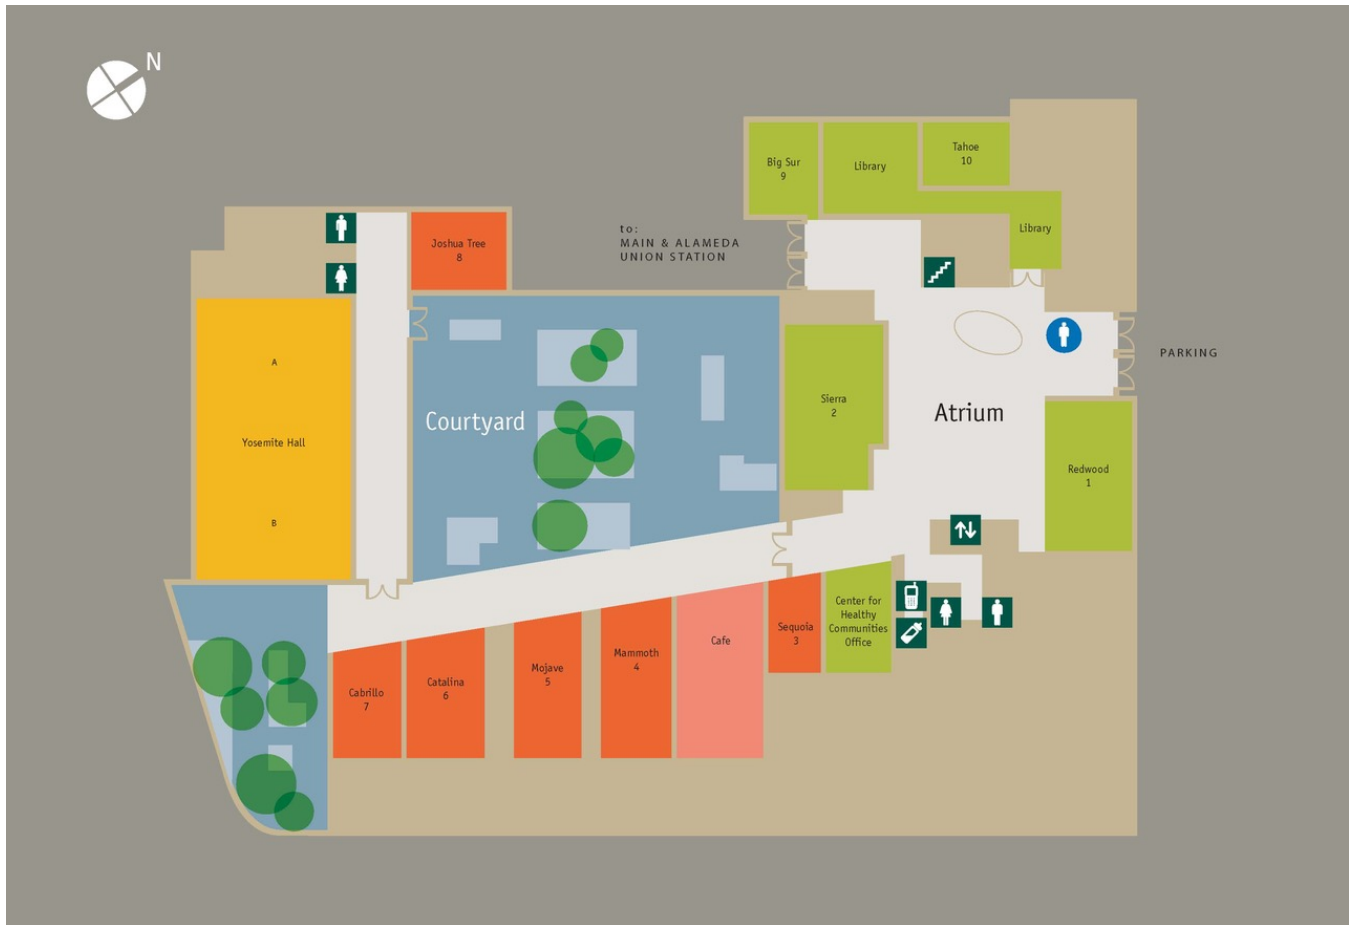 N
Big Sur
9
Library
Tahoe
10
Library
Joshua Tree
8
to:
MAIN & ALAMEDA
UNION STATION
PARKING
A
Yosemite Hall
B
Courtyard
Sierra
2
Atrium
Redwood
1
Cabrillo
7
Catalina
6
Mojave
5
Mammoth
4
Cafe
Sequoia
3
Center for
Healthy
Communities
Office